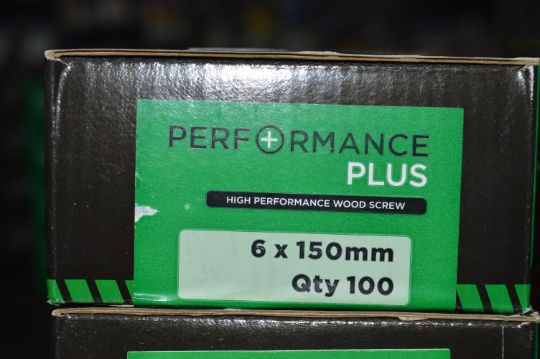 PERFORMANCE
PLUS
HIGH PERFORMANCE WOOD SCREW
6 x 150mm
Qty 100